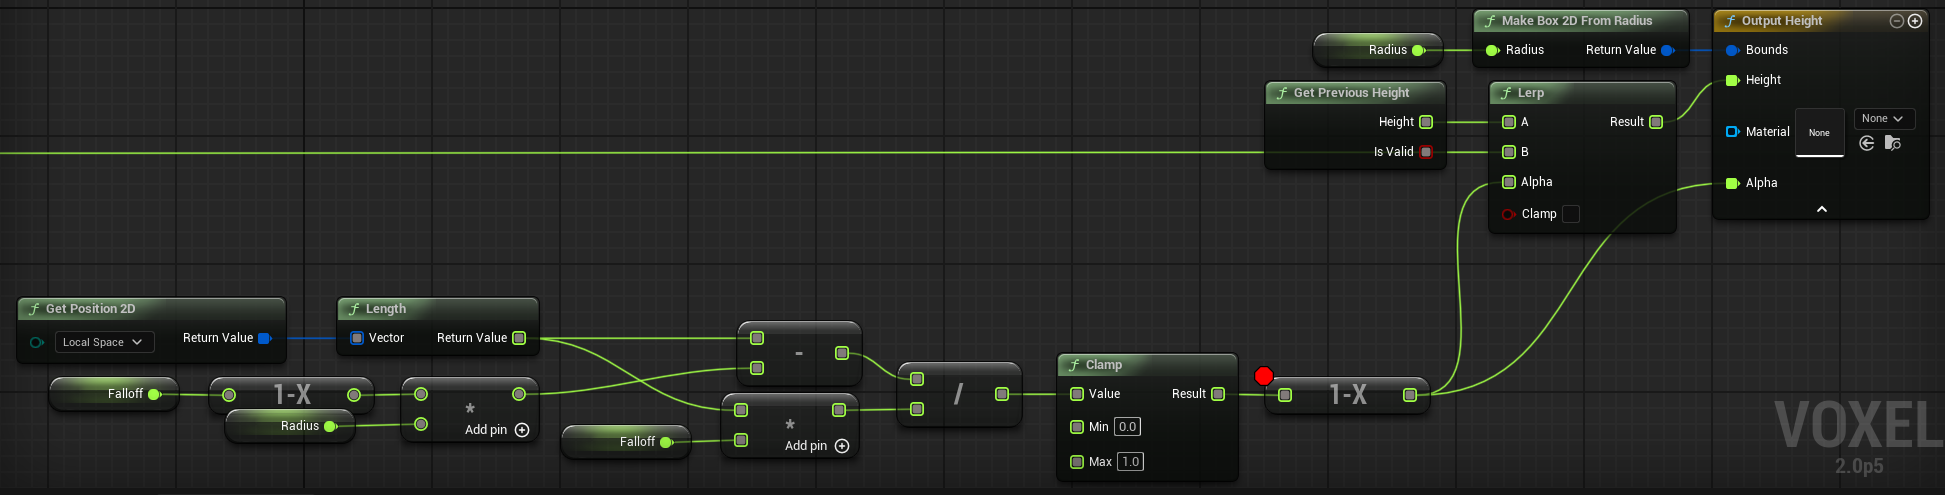 Make Box 2D From Radius
Radius
Radius
Return Value
Output Height
Bounds
Height
Material
None
None
Alpha
Get Previous Height
Height
Is Valid
Lerp
A
Result
B
Alpha
Clamp
Get Position 2D
Local Space
Return Value
Length
Vector
Return Value
Falloff
1-X
Radius
*
Add pin
-
Falloff
*
Add pin
/
Clamp
Value
Result
Min 0.0
Max 1.0
1-X
VOXEL
2.0p5